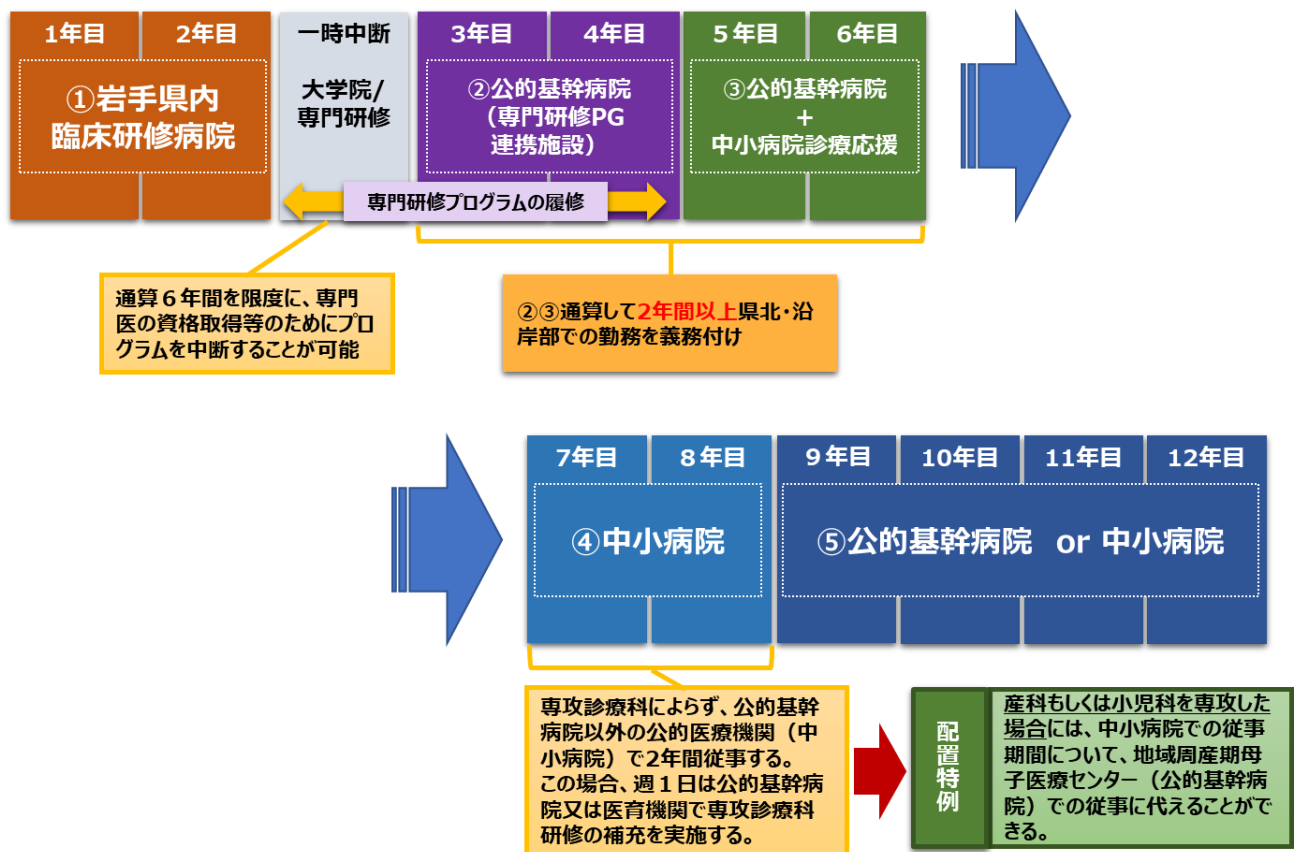 1年目
2年目
①岩手県内
臨床研修病院
一時中断
大学院/
専門研修
3年目
4年目
②公的基幹病院
（専門研修PG
連携施設）
５年目
6年目
③公的基幹病院
+
中小病院診療応援
専門研修プログラムの履修
通算６年間を限度に、専門
医の資格取得等のためにプロ
グラムを中断することが可能
②③通算して2年間以上県北・沿
岸部での勤務を義務付け
7年目
８年目
④中小病院
９年目
10年目
11年目
12年目
⑤公的基幹病院 or 中小病院
専攻診療科によらず、公的基幹
病院以外の公的医療機関（中
小病院）で2年間従事する。
この場合、週１日は公的基幹病
院又は医育機関で専攻診療科
研修の補充を実施する。
配置特例
産科もしくは小児科を専攻した
場合には、中小病院での従事
期間について、地域周産期母
子医療センター（公的基幹病
院）での従事に代えることがで
きる。